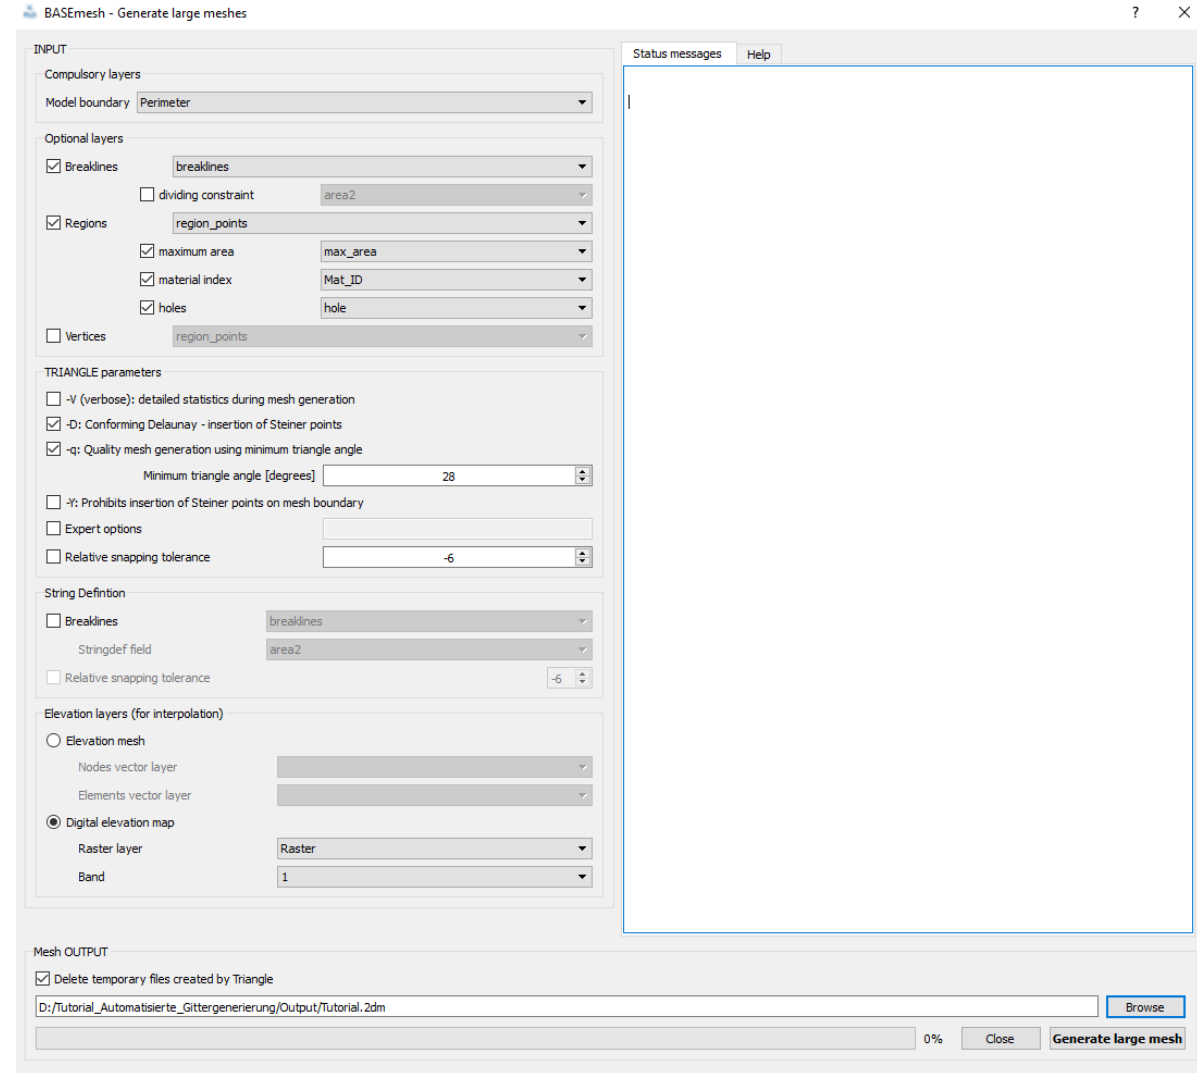 BASEmesh - Generate large meshes
?
INPUT
Compulsory layers
Model boundary Perimeter
Optional layers
Breaklines breaklines
dividing constraint area2
Regions region_points
maximum area max_area
material index Mat_ID
holes hole
Vertices region_points
TRIANGLE parameters
-V (verbose): detailed statistics during mesh generation
-D: Conforming Delaunay - insertion of Steiner points
-q: Quality mesh generation using minimum triangle angle
Minimum triangle angle [degrees] 28
-Y: Prohibits insertion of Steiner points on mesh boundary
Expert options
Relative snapping tolerance -6
String Defintion
Breaklines breaklines
Stringdef field area2
Relative snapping tolerance -6
Elevation layers (for interpolation)
Elevation mesh
Nodes vector layer
Elements vector layer
Digital elevation map
Raster layer Raster
Band 1
Status messages Help
Mesh OUTPUT
Delete temporary files created by Triangle
D:/Tutorial_Automatisierte_Gittergenerierung/Output/Tutorial.2dm Browse
0% Close Generate large mesh